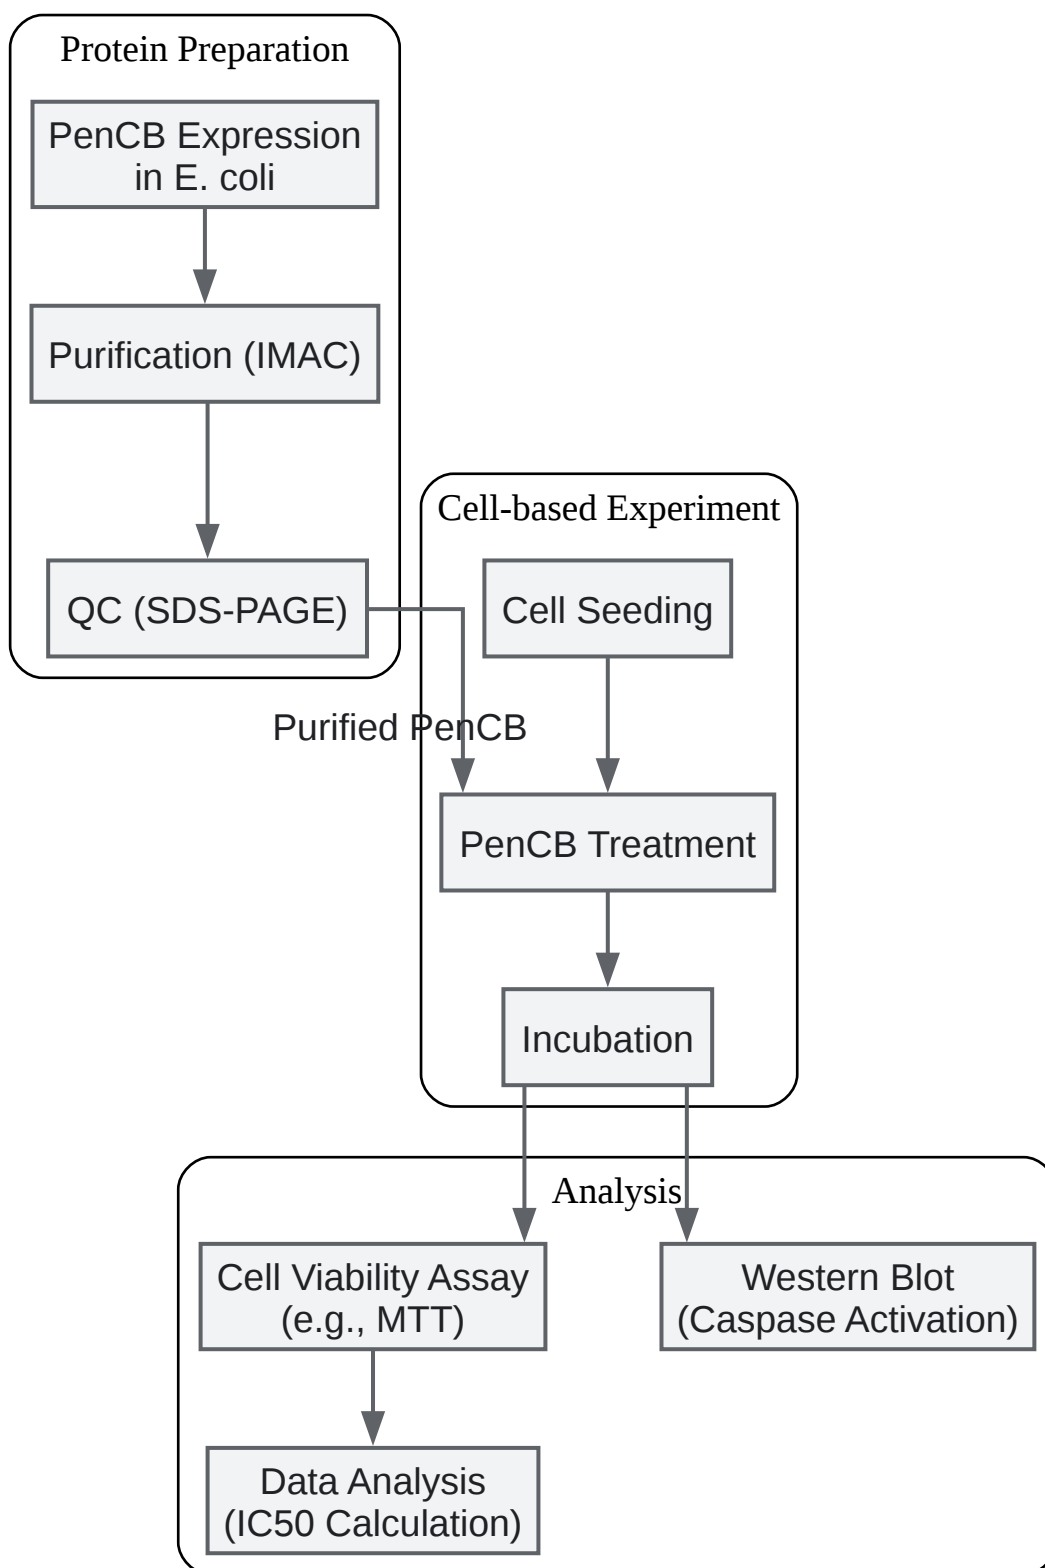 Protein Preparation
PenCB Expression
in E. coli
Purification (IMAC)
QC (SDS-PAGE)
Cell-based Experiment
Cell Seeding
Purified PenCB
PenCB Treatment
Incubation
Analysis
Cell Viability Assay
(e.g., MTT)
Western Blot
(Caspase Activation)
Data Analysis
(IC50 Calculation)